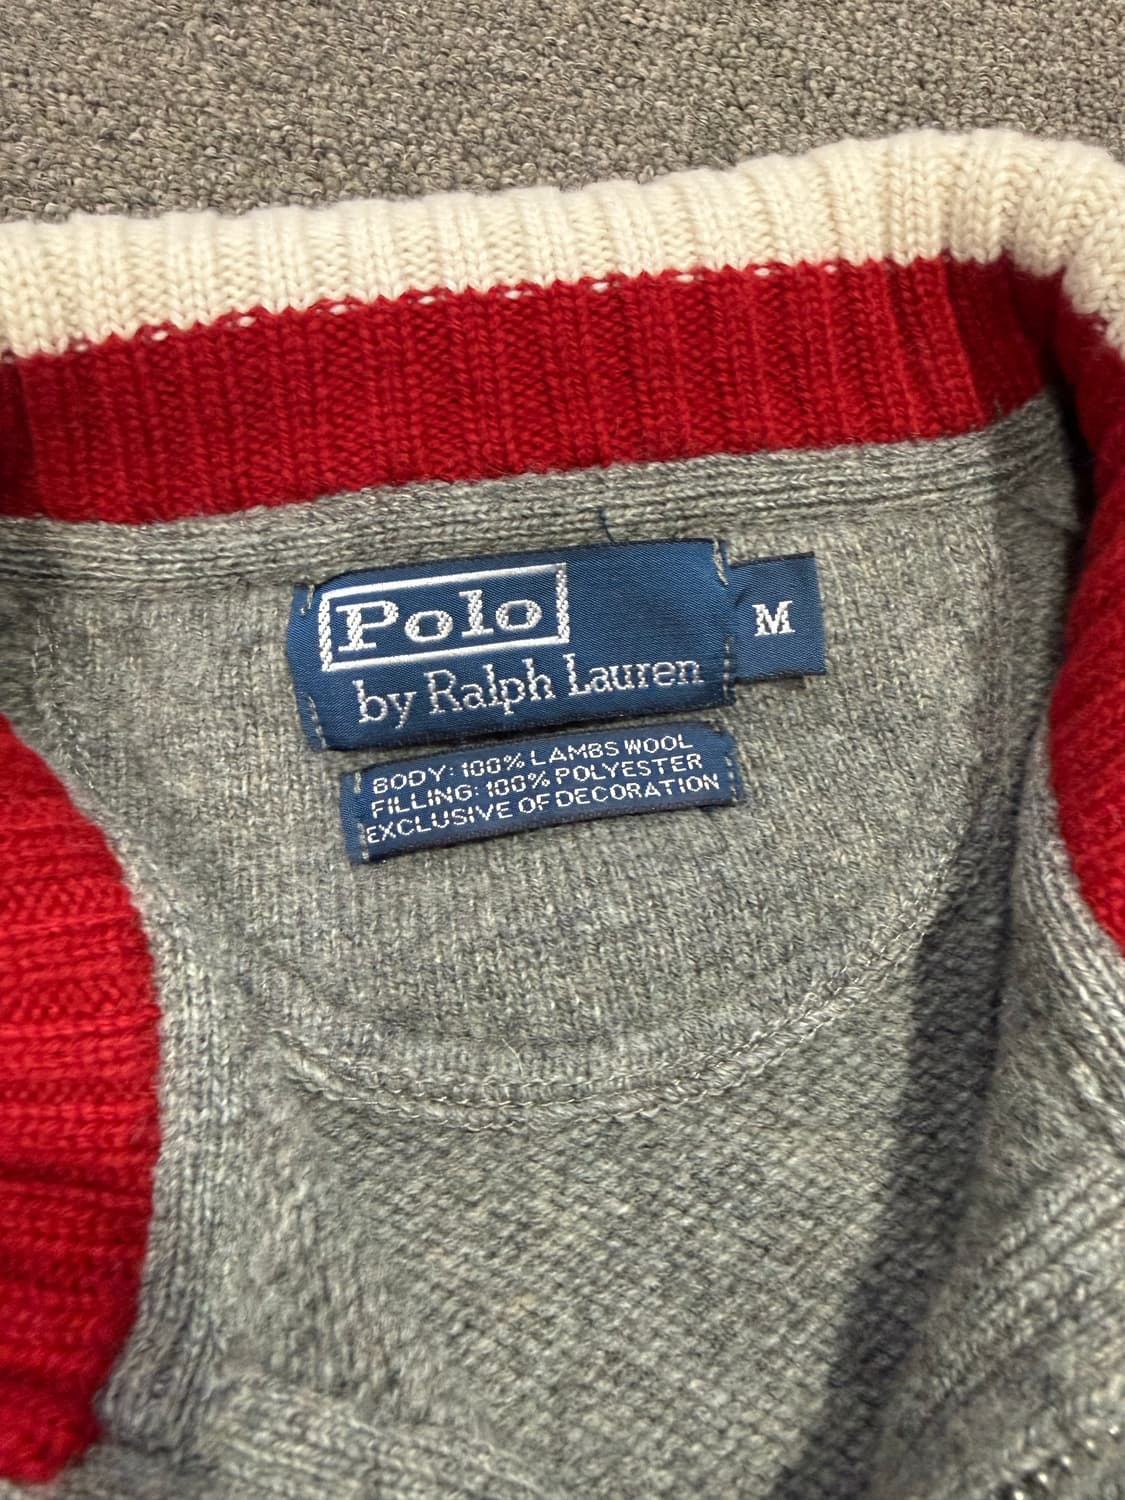 Polo
by Ralph Lauren
M
BODY: 100% LAMBS WOOL
FILLING: 100% POLYESTER
EXCLUSIVE OF DECORATION